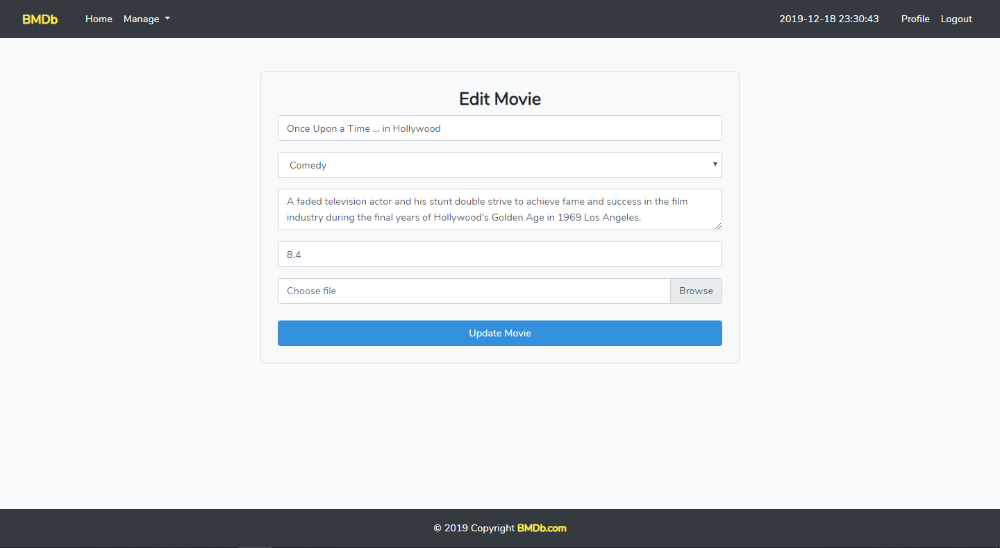 BMDb Home Manage 2019-12-18 23:30:43 Profile Logout
Edit Movie
Once Upon a Time ... in Hollywood
Comedy
A faded television actor and his stunt double strive to achieve fame and success in the film
industry during the final years of Hollywood's Golden Age in 1969 Los Angeles.
8.4
Choose file Browse
Update Movie
© 2019 Copyright BMDb.com